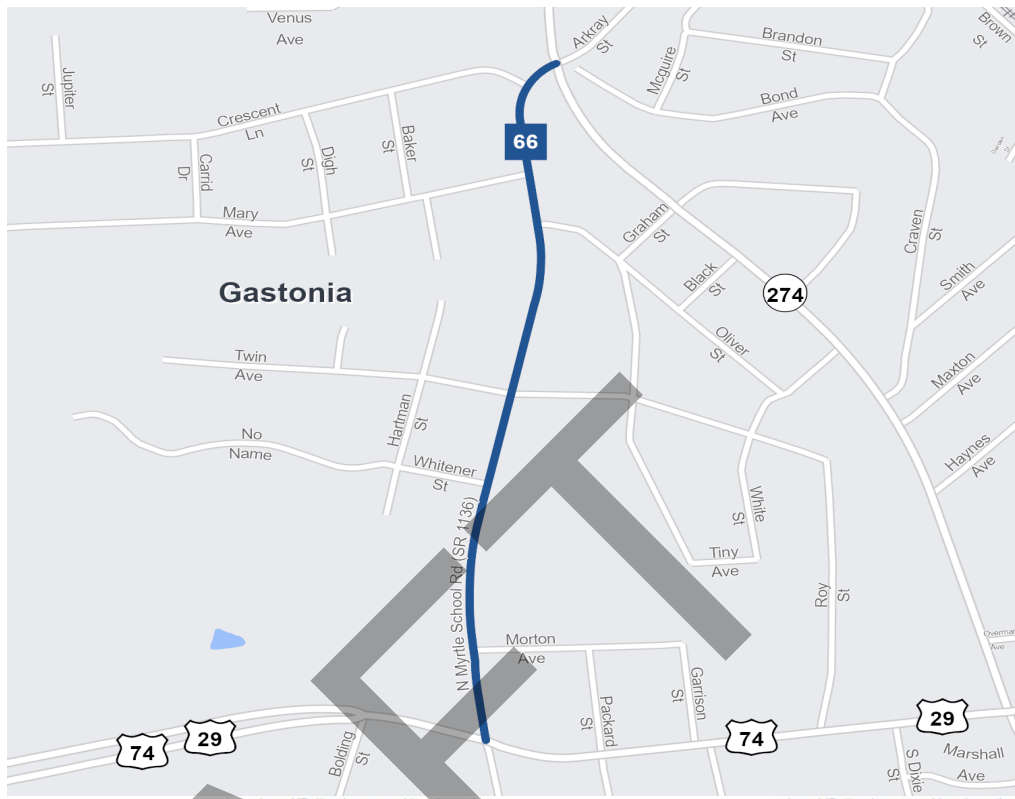 Venus
Ave
Arkray
St
Brown
St
Brandon
St
Mcguire
St
Jupiter
St
Bond
Ave
Crescent
Ln
Baker
St
66
Digh
St
Carrid
Dr
Mary
Ave
Graham
St
Craven
St
Smith
Ave
Black
St
274
Gastonia
Oliver
St
Twin
Ave
Maxton
Ave
Hartman
St
No
Name
Whitener
St
Haynes
Ave
White
St
N Myrtle School Rd (SR 1136)
Tiny
Ave
Roy
St
Morton
Ave
Overman
Ave
Garrison
St
Packard
St
29
74
29
74
Bolding
St
S Dixie
St
Marshall
Ave